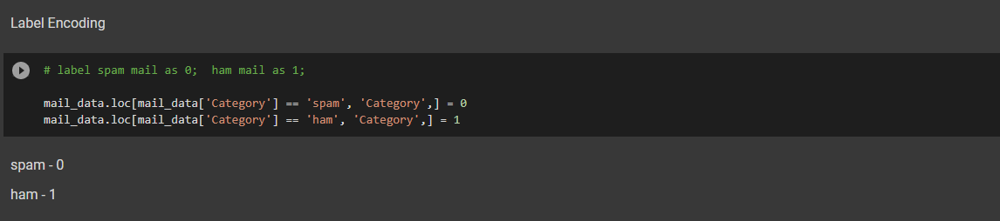 Label Encoding
# label spam mail as 0;  ham mail as 1;
mail_data.loc[mail_data['Category'] == 'spam', 'Category',] = 0
mail_data.loc[mail_data['Category'] == 'ham', 'Category',] = 1
spam - 0
ham - 1